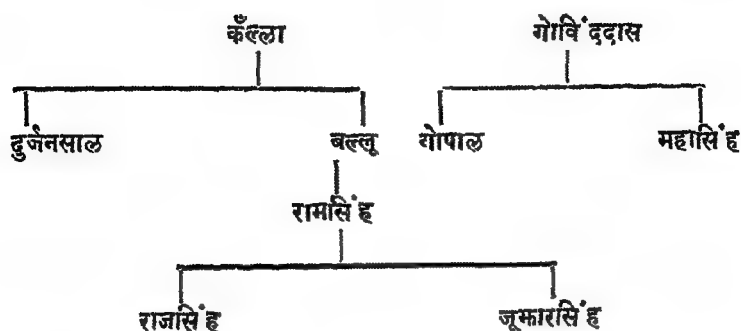 कँल्ला गोविंददास
दुर्जनसाल बल्लू गोपाल महासिंह
रामसिंह
राजसिंह जूझारसिंह